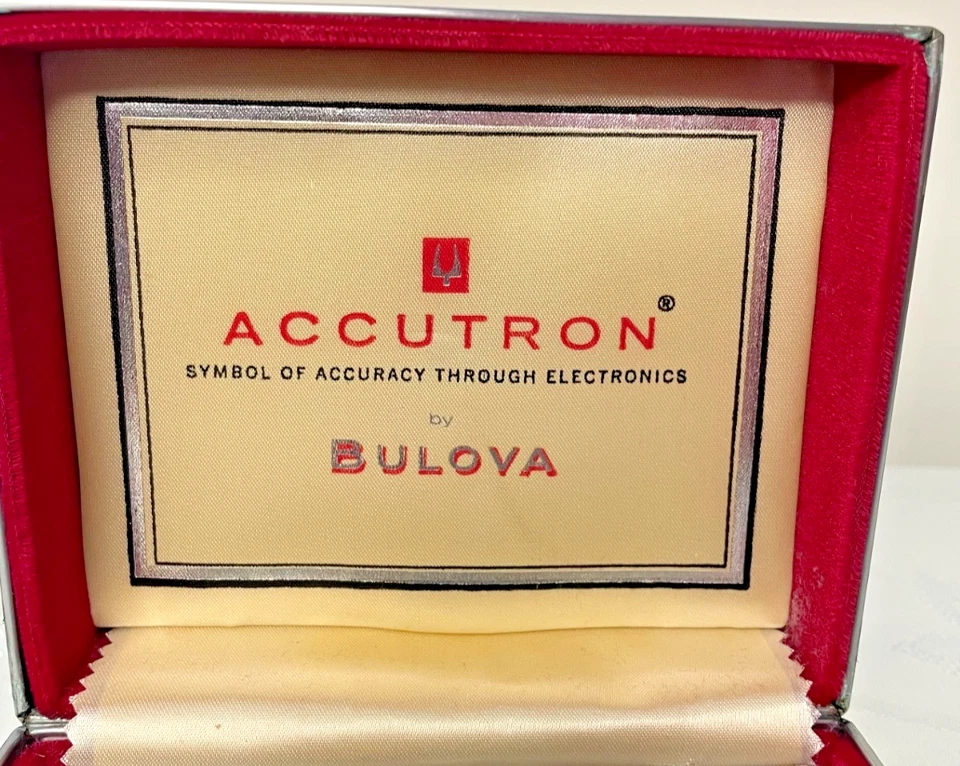 ACCUTRON®
SYMBOL OF ACCURACY THROUGH ELECTRONICS
by
BULOVA